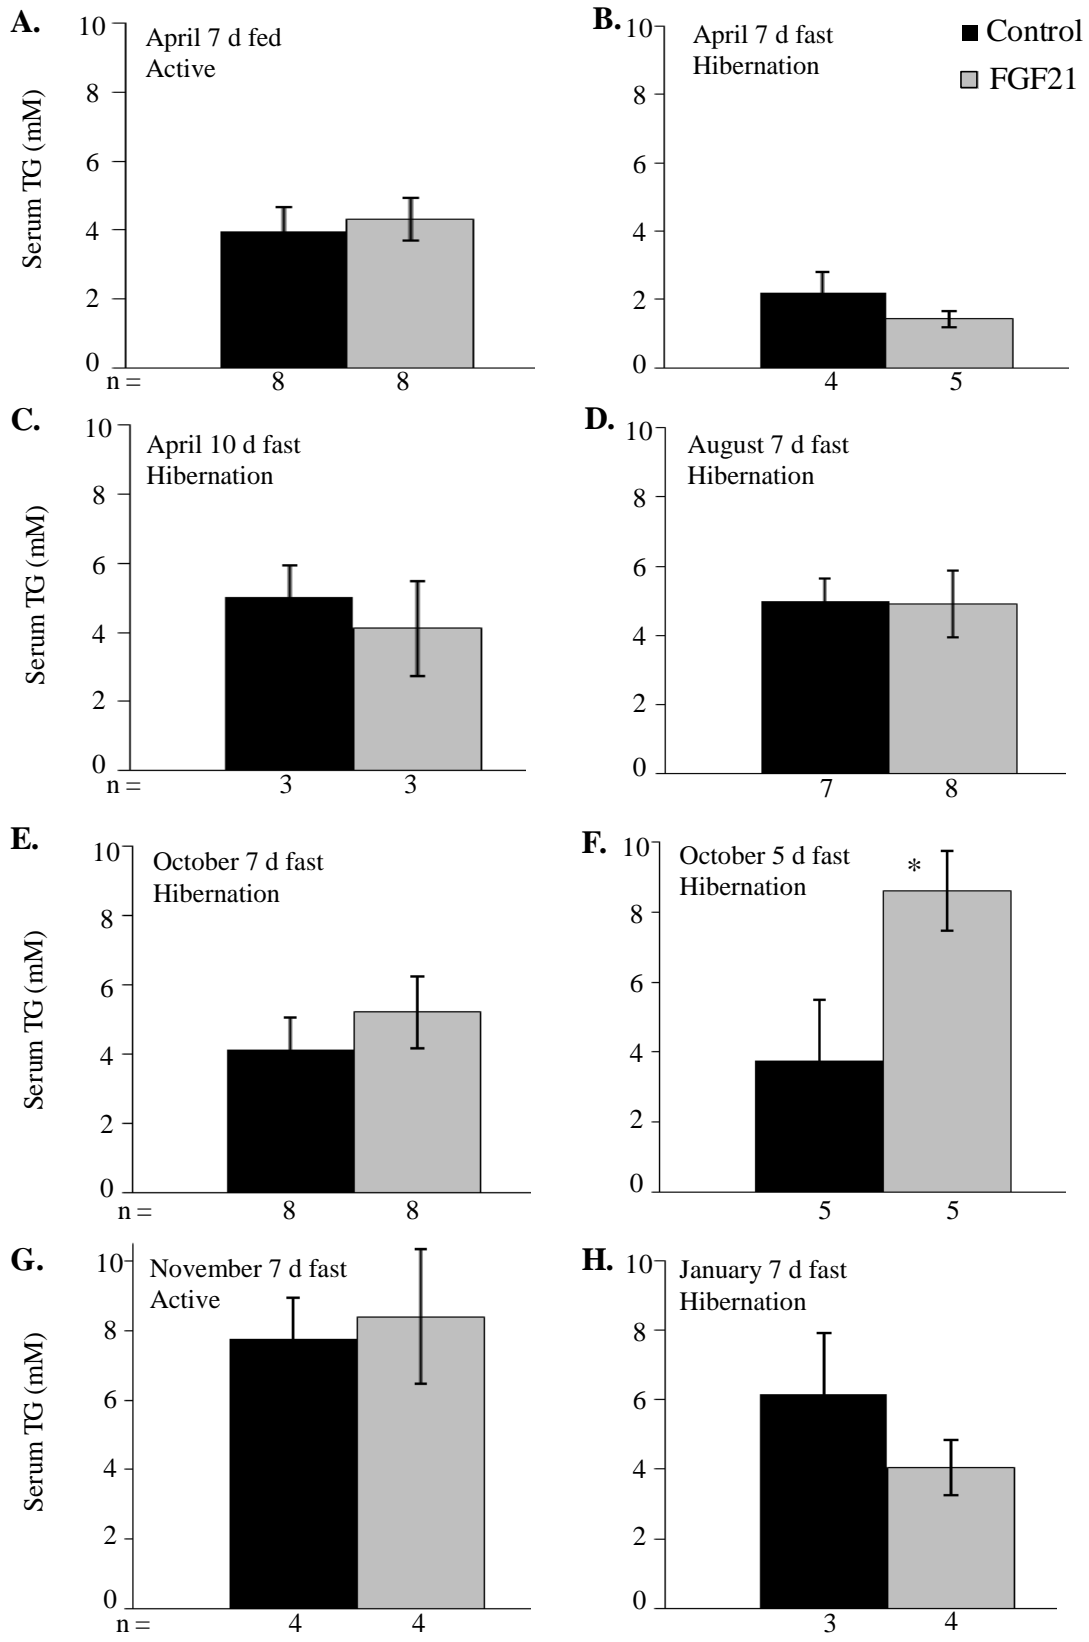 A.
April 7 d fed
Active
Serum TG (mM)
10
8
6
4
2
0
n =
8
8
B.
April 7 d fast
Hibernation
Control
FGF21
10
8
6
4
2
0
4
5
C.
April 10 d fast
Hibernation
Serum TG (mM)
10
8
6
4
2
0
n =
3
3
D.
August 7 d fast
Hibernation
10
8
6
4
2
0
7
8
E.
October 7 d fast
Hibernation
Serum TG (mM)
10
8
6
4
2
0
n =
8
8
F.
October 5 d fast
Hibernation
*
10
8
6
4
2
0
5
5
G.
November 7 d fast
Active
Serum TG (mM)
10
8
6
4
2
0
n =
4
4
H.
January 7 d fast
Hibernation
10
8
6
4
2
0
3
4